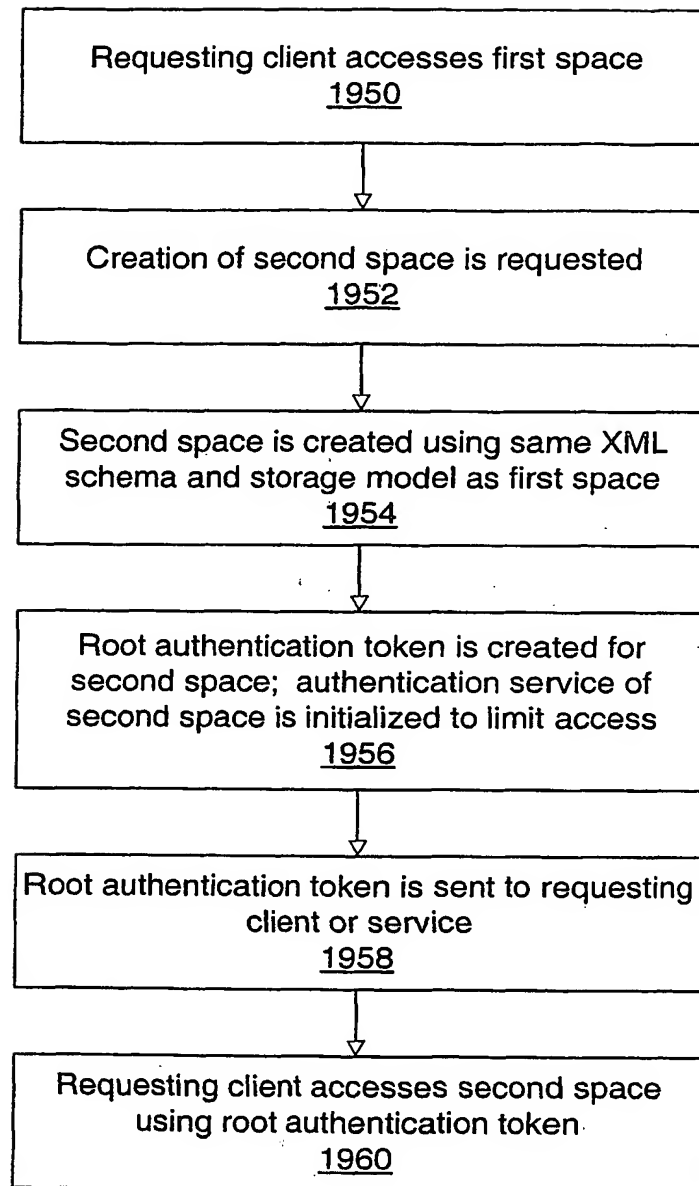 Requesting client accesses first space
1950
Creation of second space is requested
1952
Second space is created using same XML
schema and storage model as first space
1954
Root authentication token is created for
second space; authentication service of
second space is initialized to limit access
1956
Root authentication token is sent to requesting
client or service
1958
Requesting client accesses second space
using root authentication token
1960